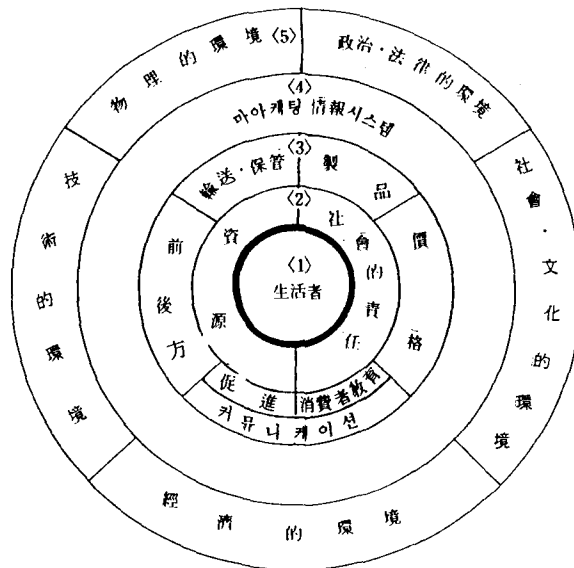 物理的環境
〈5〉
政治·法律的環境
〈4〉
마아케팅 情報시스템
〈3〉
輸送·保管
製品
〈2〉
資源
社會的責任
前後方
價格
〈1〉
生活者
技術的環境
社會·文化的環境
促進
消費者敎育
커뮤니케이션
經濟的環境